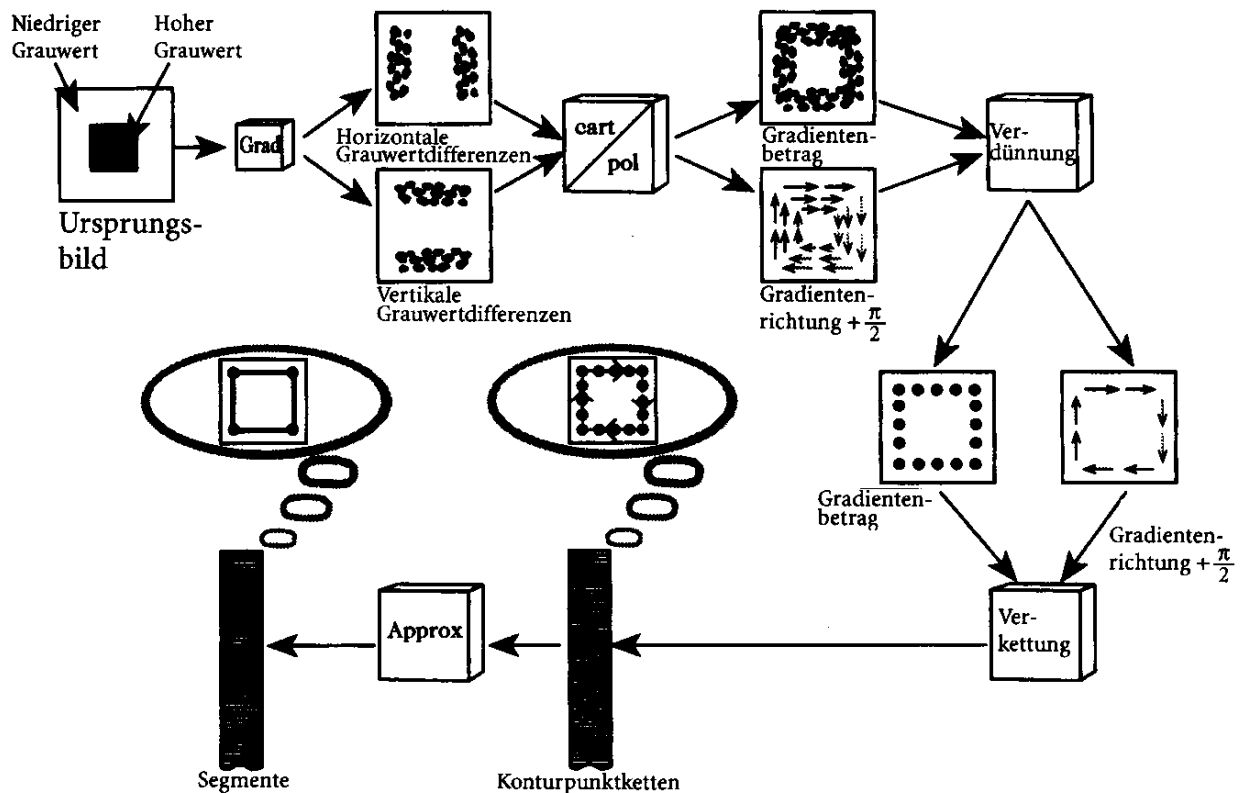 Niedriger
Grauwert
Hoher
Grauwert
Ursprungs-
bild
Grad
Horizontale
Grauwertdifferenzen
Vertikale
Grauwertdifferenzen
cart
pol
Gradienten-
betrag
Gradienten-
richtung + π/2
Ver-
dünnung
Gradienten-
betrag
Gradienten-
richtung + π/2
Ver-
kettung
Approx
Segmente
Konturpunktketten